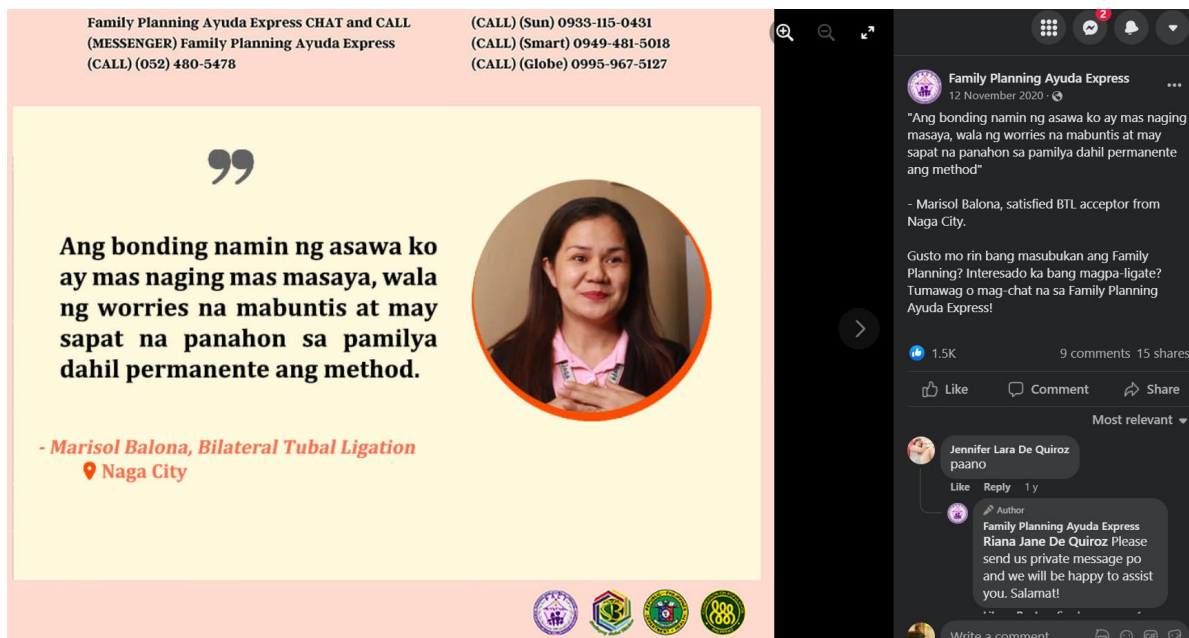 Family Planning Ayuda Express CHAT and CALL
(MESSENGER) Family Planning Ayuda Express
(CALL) (052) 480-5478
(CALL) (Sun) 0933-115-0431
(CALL) (Smart) 0949-481-5018
(CALL) (Globe) 0995-967-5127
”
Ang bonding namin ng asawa ko
ay mas naging mas masaya, wala
ng worries na mabuntis at may
sapat na panahon sa pamilya
dahil permanente ang method.
- Marisol Balona, Bilateral Tubal Ligation
Naga City
2
Family Planning Ayuda Express
12 November 2020 ·
"Ang bonding namin ng asawa ko ay mas naging
masaya, wala ng worries na mabuntis at may
sapat na panahon sa pamilya dahil permanente
ang method"
- Marisol Balona, satisfied BTL acceptor from
Naga City.
Gusto mo rin bang masubukan ang Family
Planning? Interesado ka bang magpa-ligate?
Tumawag o mag-chat na sa Family Planning
Ayuda Express!
1.5K 9 comments 15 shares
Like Comment Share
Most relevant
Jennifer Lara De Quiroz
paano
Like Reply 1 y
Author
Family Planning Ayuda Express
Riana Jane De Quiroz Please
send us private message po
and we will be happy to assist
you. Salamat!
Write a comment